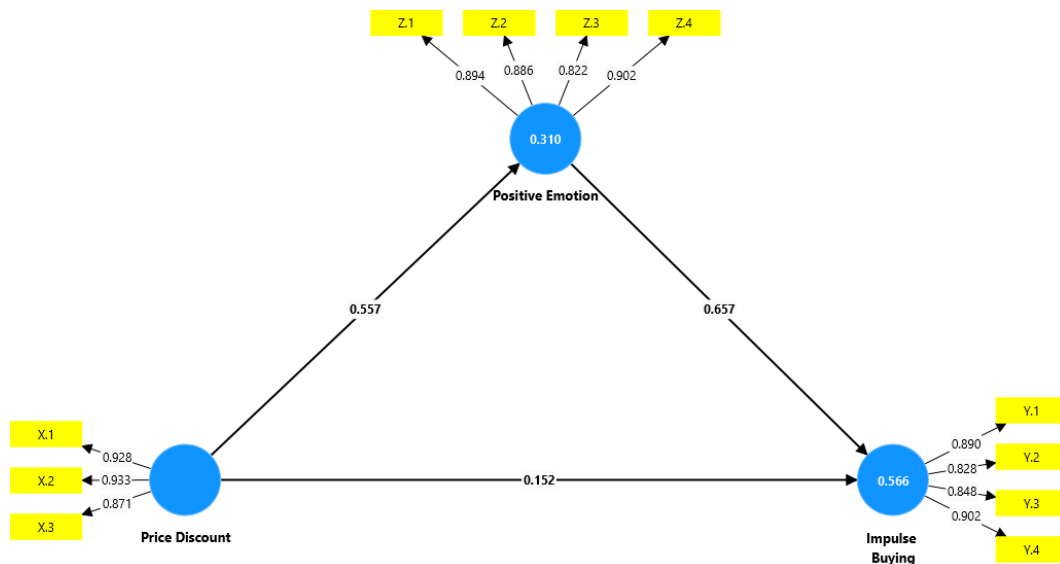 Z.1
Z.2
Z.3
Z.4
0.894
0.886
0.822
0.902
0.310
Positive Emotion
0.557
0.657
X.1
X.2
X.3
0.928
0.933
0.871
Price Discount
0.152
0.566
Impulse
Buying
0.890
0.828
0.848
0.902
Y.1
Y.2
Y.3
Y.4